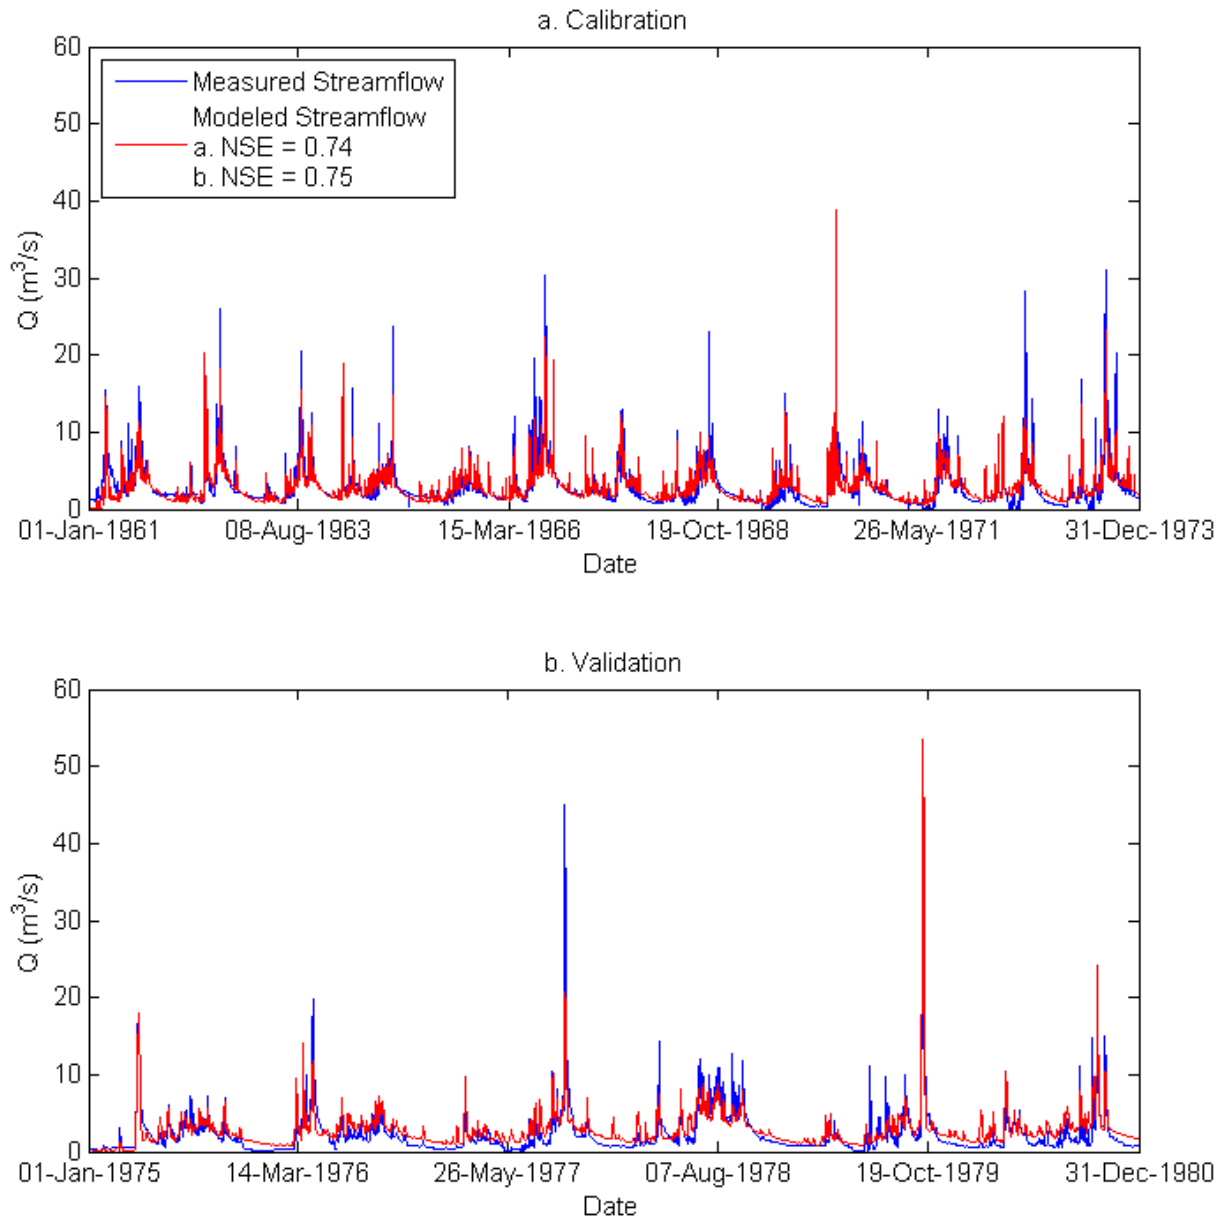 a. Calibration
60
50
40
30
20
10
0
Q (m³/s)
Measured Streamflow
Modeled Streamflow
a. NSE = 0.74
b. NSE = 0.75
01-Jan-1961 08-Aug-1963 15-Mar-1966 19-Oct-1968 26-May-1971 31-Dec-1973
Date
b. Validation
60
50
40
30
20
10
0
Q (m³/s)
01-Jan-1975 14-Mar-1976 26-May-1977 07-Aug-1978 19-Oct-1979 31-Dec-1980
Date